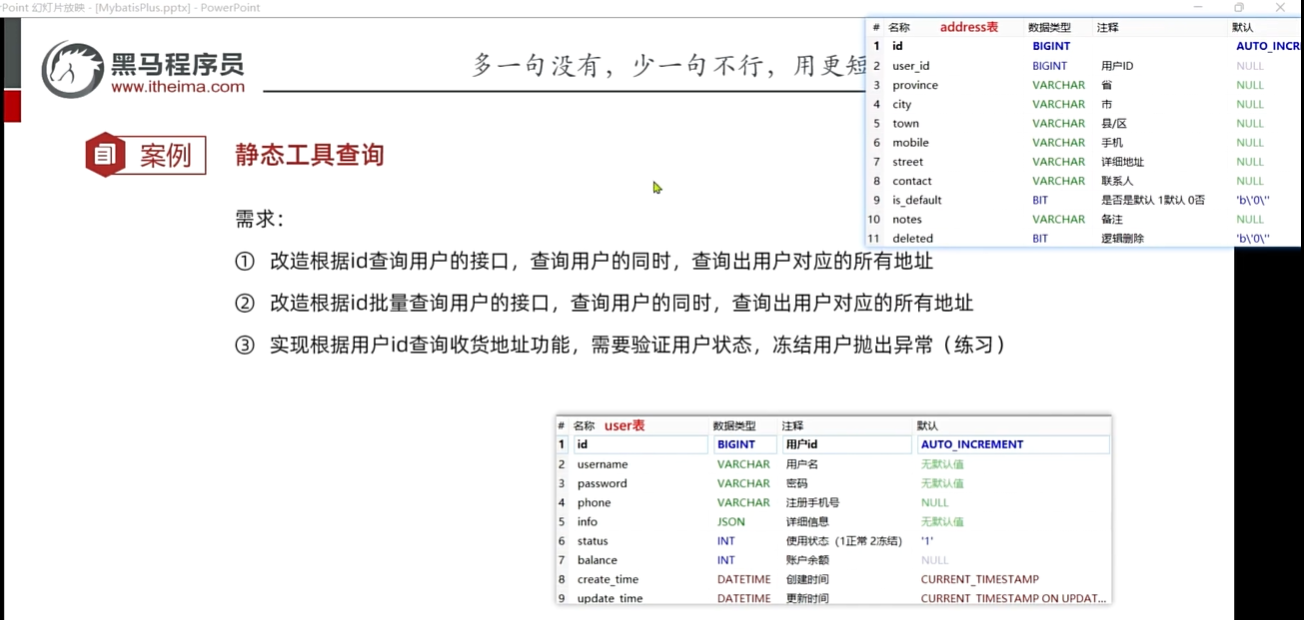 Point 幻灯片放映 - [MybatisPlus.pptx] - PowerPoint
黑马程序员
www.itheima.com
多一句没有，少一句不行，用更短
# 名称 address表 数据类型 注释 默认
1 id BIGINT AUTO_INCR
2 user_id BIGINT 用户ID NULL
3 province VARCHAR 省 NULL
4 city VARCHAR 市 NULL
5 town VARCHAR 县/区 NULL
6 mobile VARCHAR 手机 NULL
7 street VARCHAR 详细地址 NULL
8 contact VARCHAR 联系人 NULL
9 is_default BIT 是否是默认 1默认 0否 'b\'0\''
10 notes VARCHAR 备注 NULL
11 deleted BIT 逻辑删除 'b\'0\''
案例 静态工具查询
需求：
① 改造根据id查询用户的接口，查询用户的同时，查询出用户对应的所有地址
② 改造根据id批量查询用户的接口，查询用户的同时，查询出用户对应的所有地址
③ 实现根据用户id查询收货地址功能，需要验证用户状态，冻结用户抛出异常（练习）
# 名称 user表 数据类型 注释 默认
1 id BIGINT 用户id AUTO_INCREMENT
2 username VARCHAR 用户名 无默认值
3 password VARCHAR 密码 无默认值
4 phone VARCHAR 注册手机号 NULL
5 info JSON 详细信息 无默认值
6 status INT 使用状态（1正常 2冻结） '1'
7 balance INT 账户余额 NULL
8 create_time DATETIME 创建时间 CURRENT_TIMESTAMP
9 update_time DATETIME 更新时间 CURRENT_TIMESTAMP ON UPDAT...